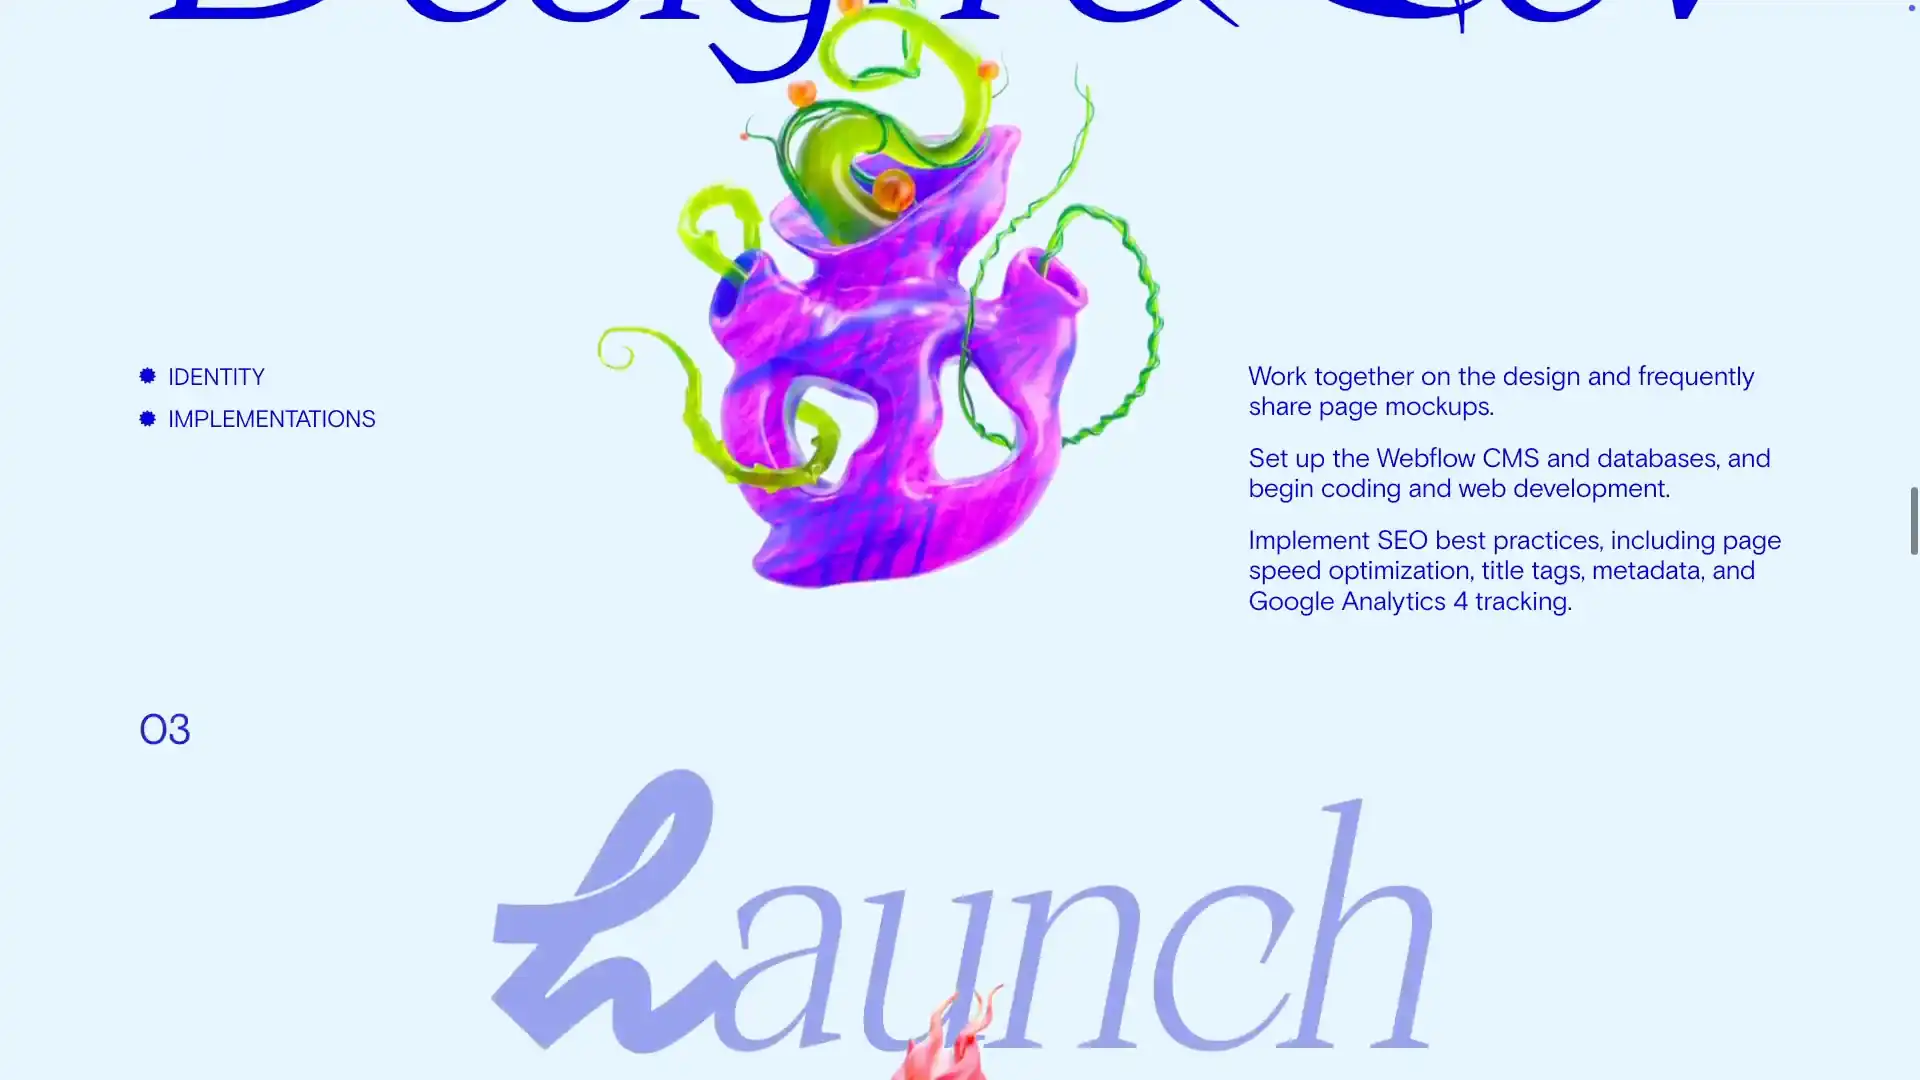 Design & Dev
IDENTITY
IMPLEMENTATIONS
Work together on the design and frequently
share page mockups.
Set up the Webflow CMS and databases, and
begin coding and web development.
Implement SEO best practices, including page
speed optimization, title tags, metadata, and
Google Analytics 4 tracking.
03
Launch